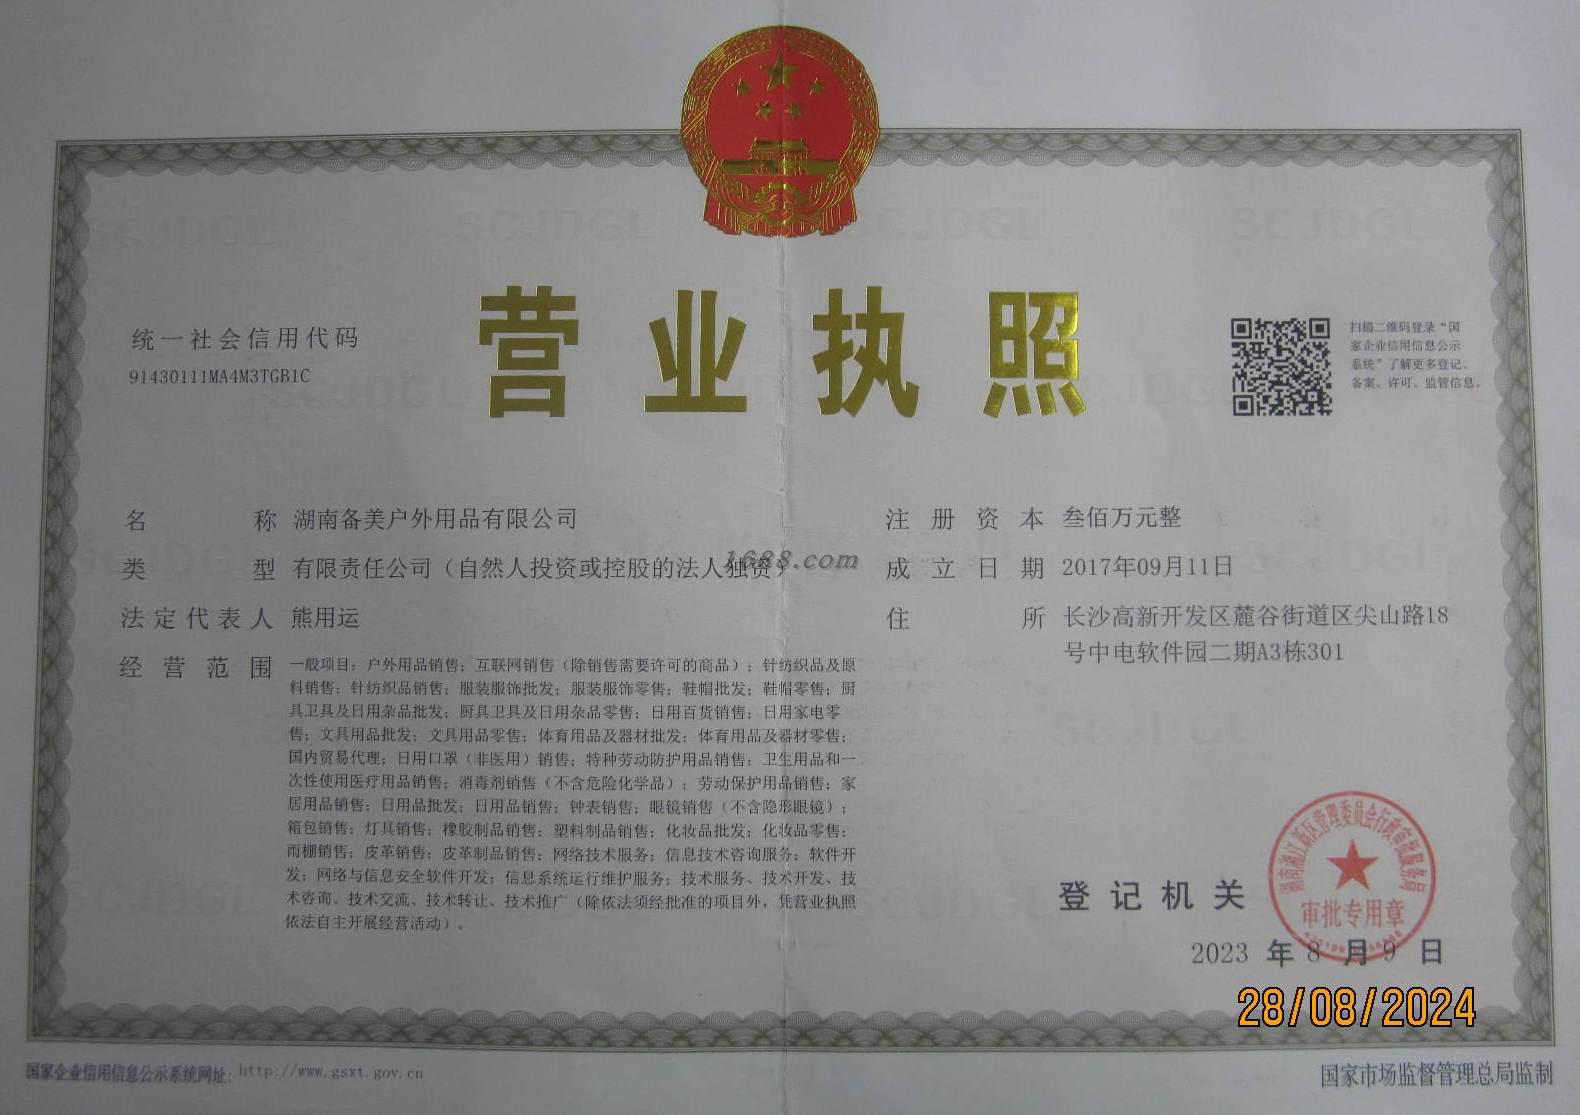 营业执照
统一社会信用代码
91430111MA4M3TGB1C
扫描二维码登录“国
家企业信用信息公示
系统”了解更多登记、
备案、许可、监管信息。
名称 湖南备美户外用品有限公司
类型 有限责任公司（自然人投资或控股的法人独资）
法定代表人 熊用运
经营范围 一般项目：户外用品销售；互联网销售（除销售需要许可的商品）；针纺织品及原
料销售；针纺织品销售；服装服饰批发；服装服饰零售；鞋帽批发；鞋帽零售；厨
具卫具及日用杂品批发；厨具卫具及日用杂品零售；日用百货销售；日用家电零
售；文具用品批发；文具用品零售；体育用品及器材批发；体育用品及器材零售；
国内贸易代理；日用口罩（非医用）销售；特种劳动防护用品销售；卫生用品和一
次性使用医疗用品销售；消毒剂销售（不含危险化学品）；劳动保护用品销售；家
居用品销售；日用品批发；日用品销售；钟表销售；眼镜销售（不含隐形眼镜）；
箱包销售；灯具销售；橡胶制品销售；塑料制品销售；化妆品批发；化妆品零售；
雨棚销售；皮革销售；皮革制品销售；网络技术服务；信息技术咨询服务；软件开
发；网络与信息安全软件开发；信息系统运行维护服务；技术服务、技术开发、技
术咨询、技术交流、技术转让、技术推广（除依法须经批准的项目外，凭营业执照
依法自主开展经营活动）。
注册资本 叁佰万元整
成立日期 2017年09月11日
住所 长沙高新开发区麓谷街道区尖山路18
号中电软件园二期A3栋301
1688.com
登记机关
湖南湘江新区管理委员会行政审批服务局
审批专用章
2023 年 8 月 9 日
28/08/2024
国家企业信用信息公示系统网址: http://www.gsxt.gov.cn
国家市场监督管理总局监制